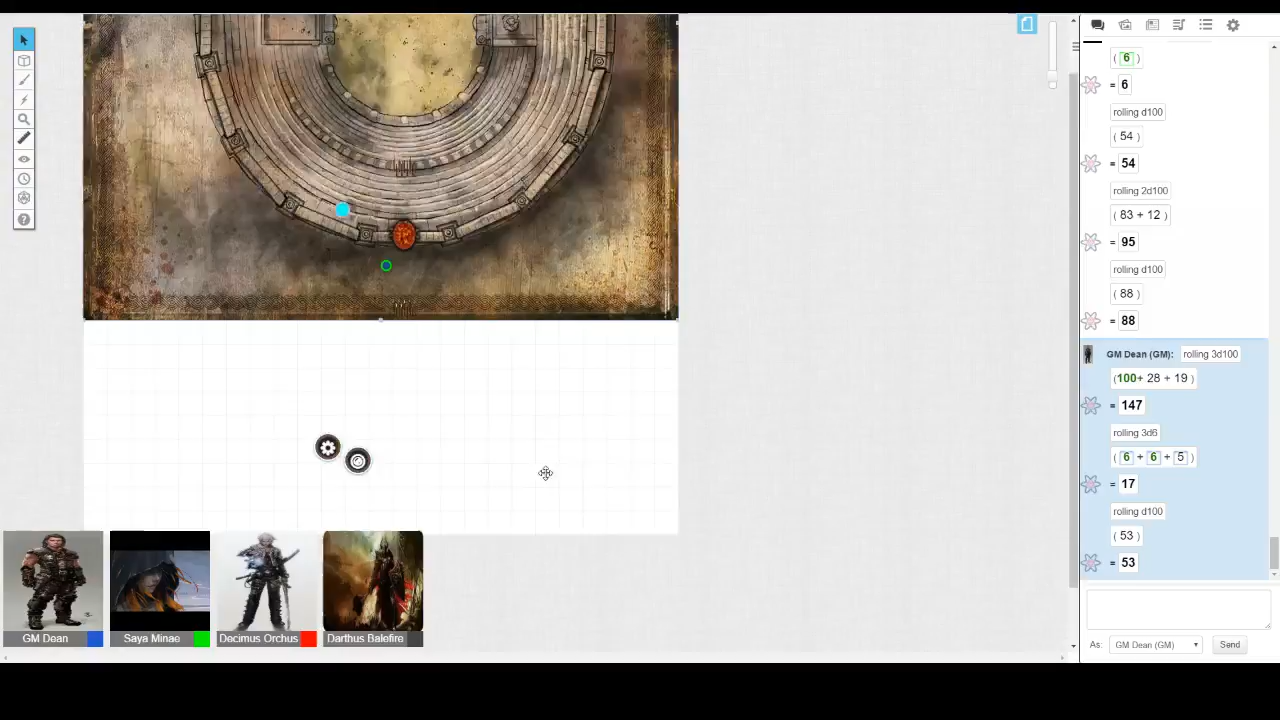 ( 6 )
= 6
rolling d100
( 54 )
= 54
rolling 2d100
( 83 + 12 )
= 95
rolling d100
( 88 )
= 88
GM Dean (GM): rolling 3d100
(100+ 28 + 19 )
= 147
rolling 3d6
( 6 + 6 + 5 )
= 17
rolling d100
( 53 )
= 53
GM Dean
Saya Minae
Decimus Orchus
Darthus Balefire
As: GM Dean (GM) Send